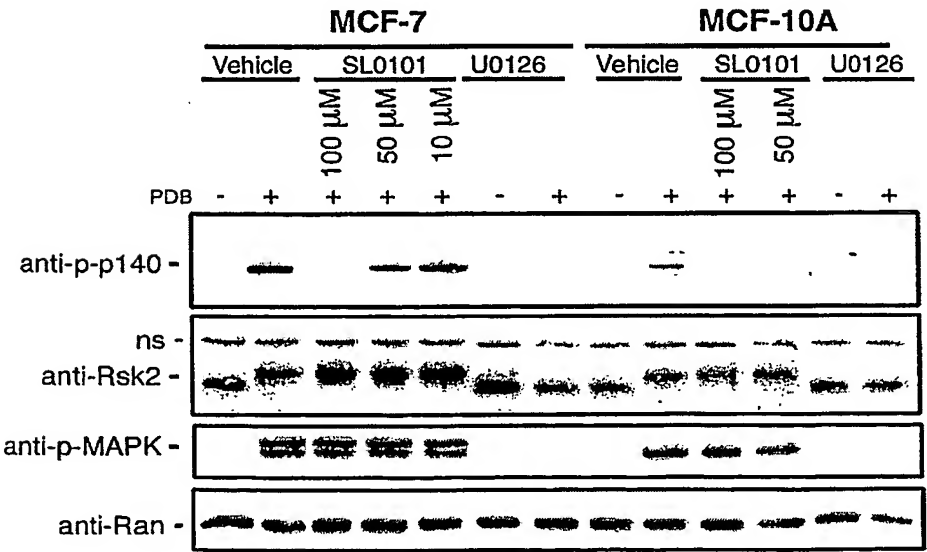 MCF-7 MCF-10A
Vehicle SL0101 U0126 Vehicle SL0101 U0126
100 μM 50 μM 10 μM 100 μM 50 μM
PDB - + + + + - + - + + + - +
anti-p-p140 -
ns -
anti-Rsk2 -
anti-p-MAPK -
anti-Ran -